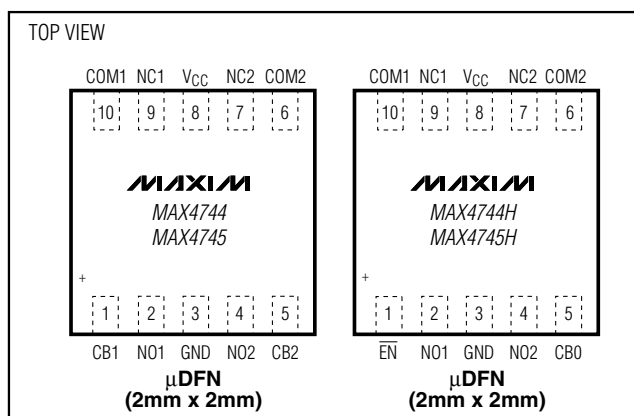 TOP VIEW
COM1 NC1 VCC NC2 COM2
10 9 8 7 6
MAXIM
MAX4744
MAX4745
+
1 2 3 4 5
CB1 NO1 GND NO2 CB2
µDFN
(2mm x 2mm)
COM1 NC1 VCC NC2 COM2
10 9 8 7 6
MAXIM
MAX4744H
MAX4745H
+
1 2 3 4 5
E̅N̅ NO1 GND NO2 CB0
µDFN
(2mm x 2mm)